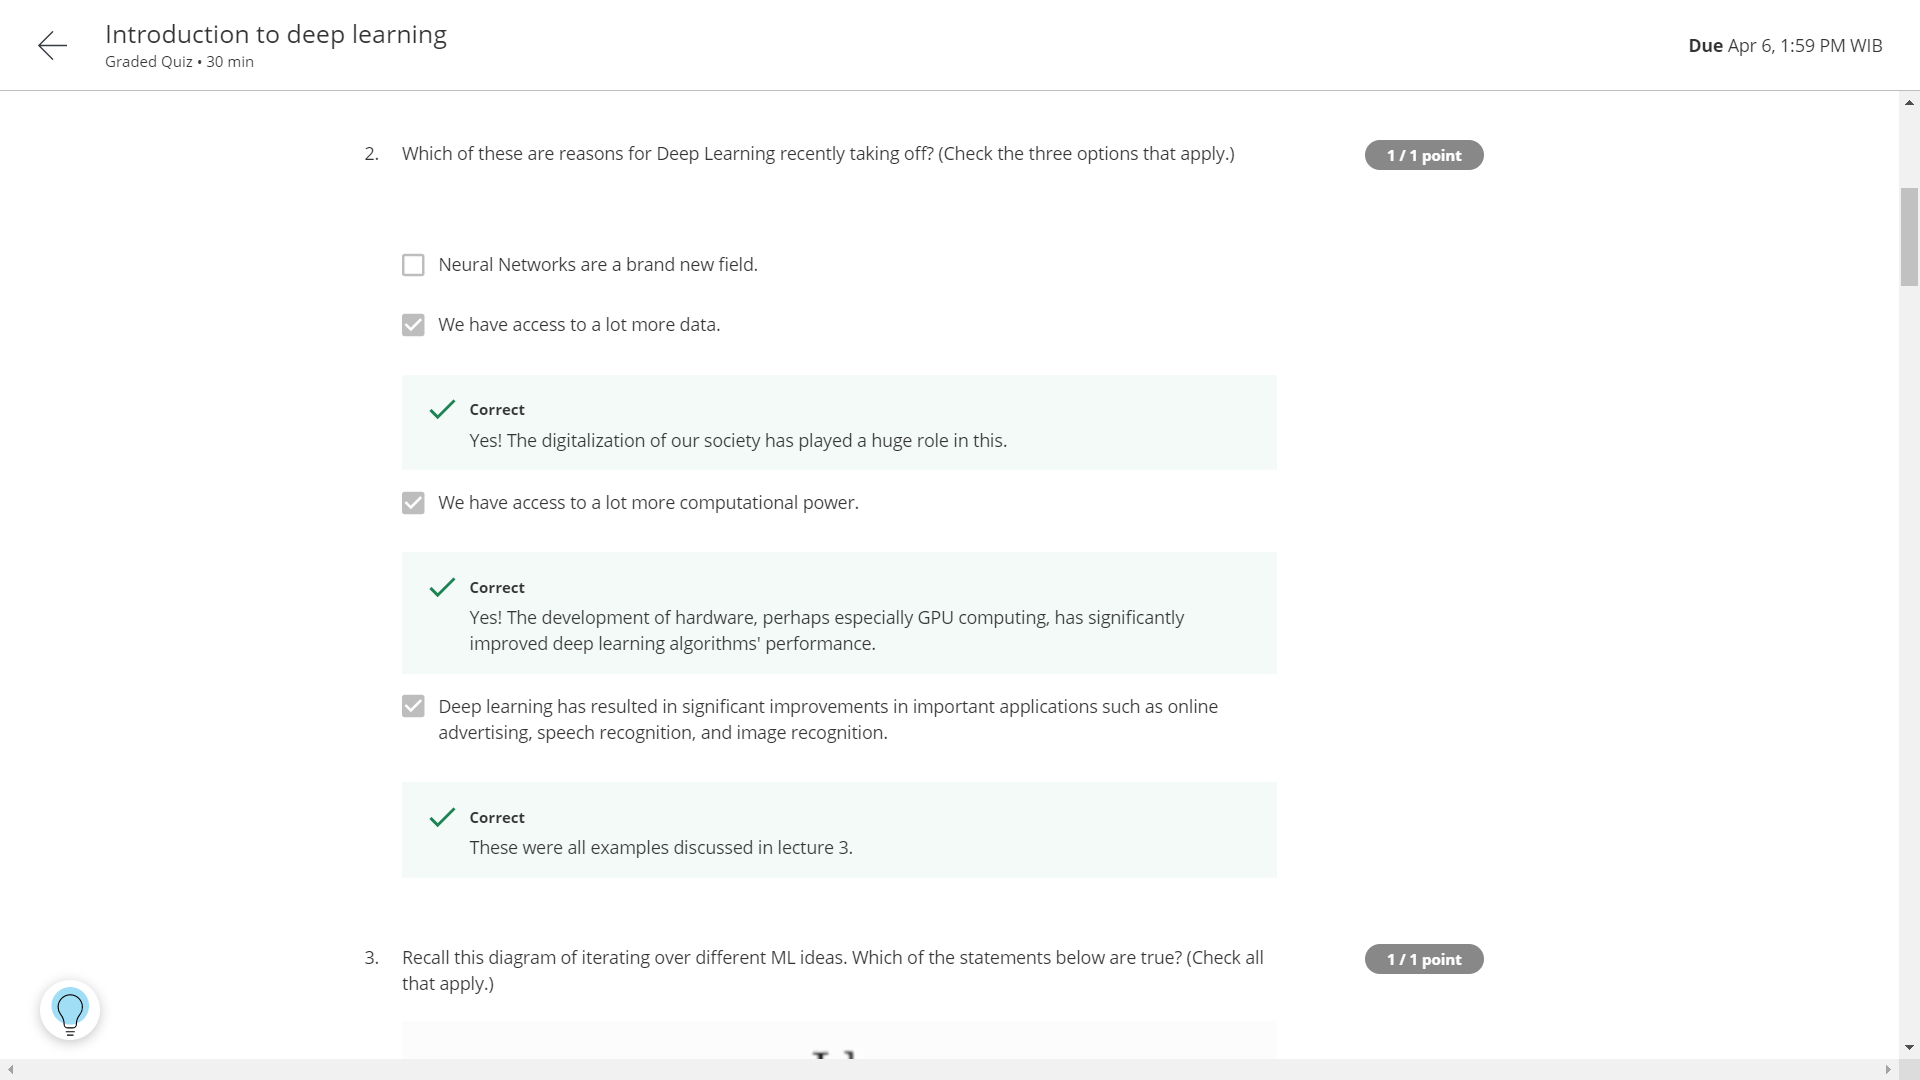 Introduction to deep learning
Graded Quiz • 30 min
Due Apr 6, 1:59 PM WIB
2. Which of these are reasons for Deep Learning recently taking off? (Check the three options that apply.)
1 / 1 point
Neural Networks are a brand new field.
We have access to a lot more data.
Correct
Yes! The digitalization of our society has played a huge role in this.
We have access to a lot more computational power.
Correct
Yes! The development of hardware, perhaps especially GPU computing, has significantly
improved deep learning algorithms' performance.
Deep learning has resulted in significant improvements in important applications such as online
advertising, speech recognition, and image recognition.
Correct
These were all examples discussed in lecture 3.
3. Recall this diagram of iterating over different ML ideas. Which of the statements below are true? (Check all
that apply.)
1 / 1 point